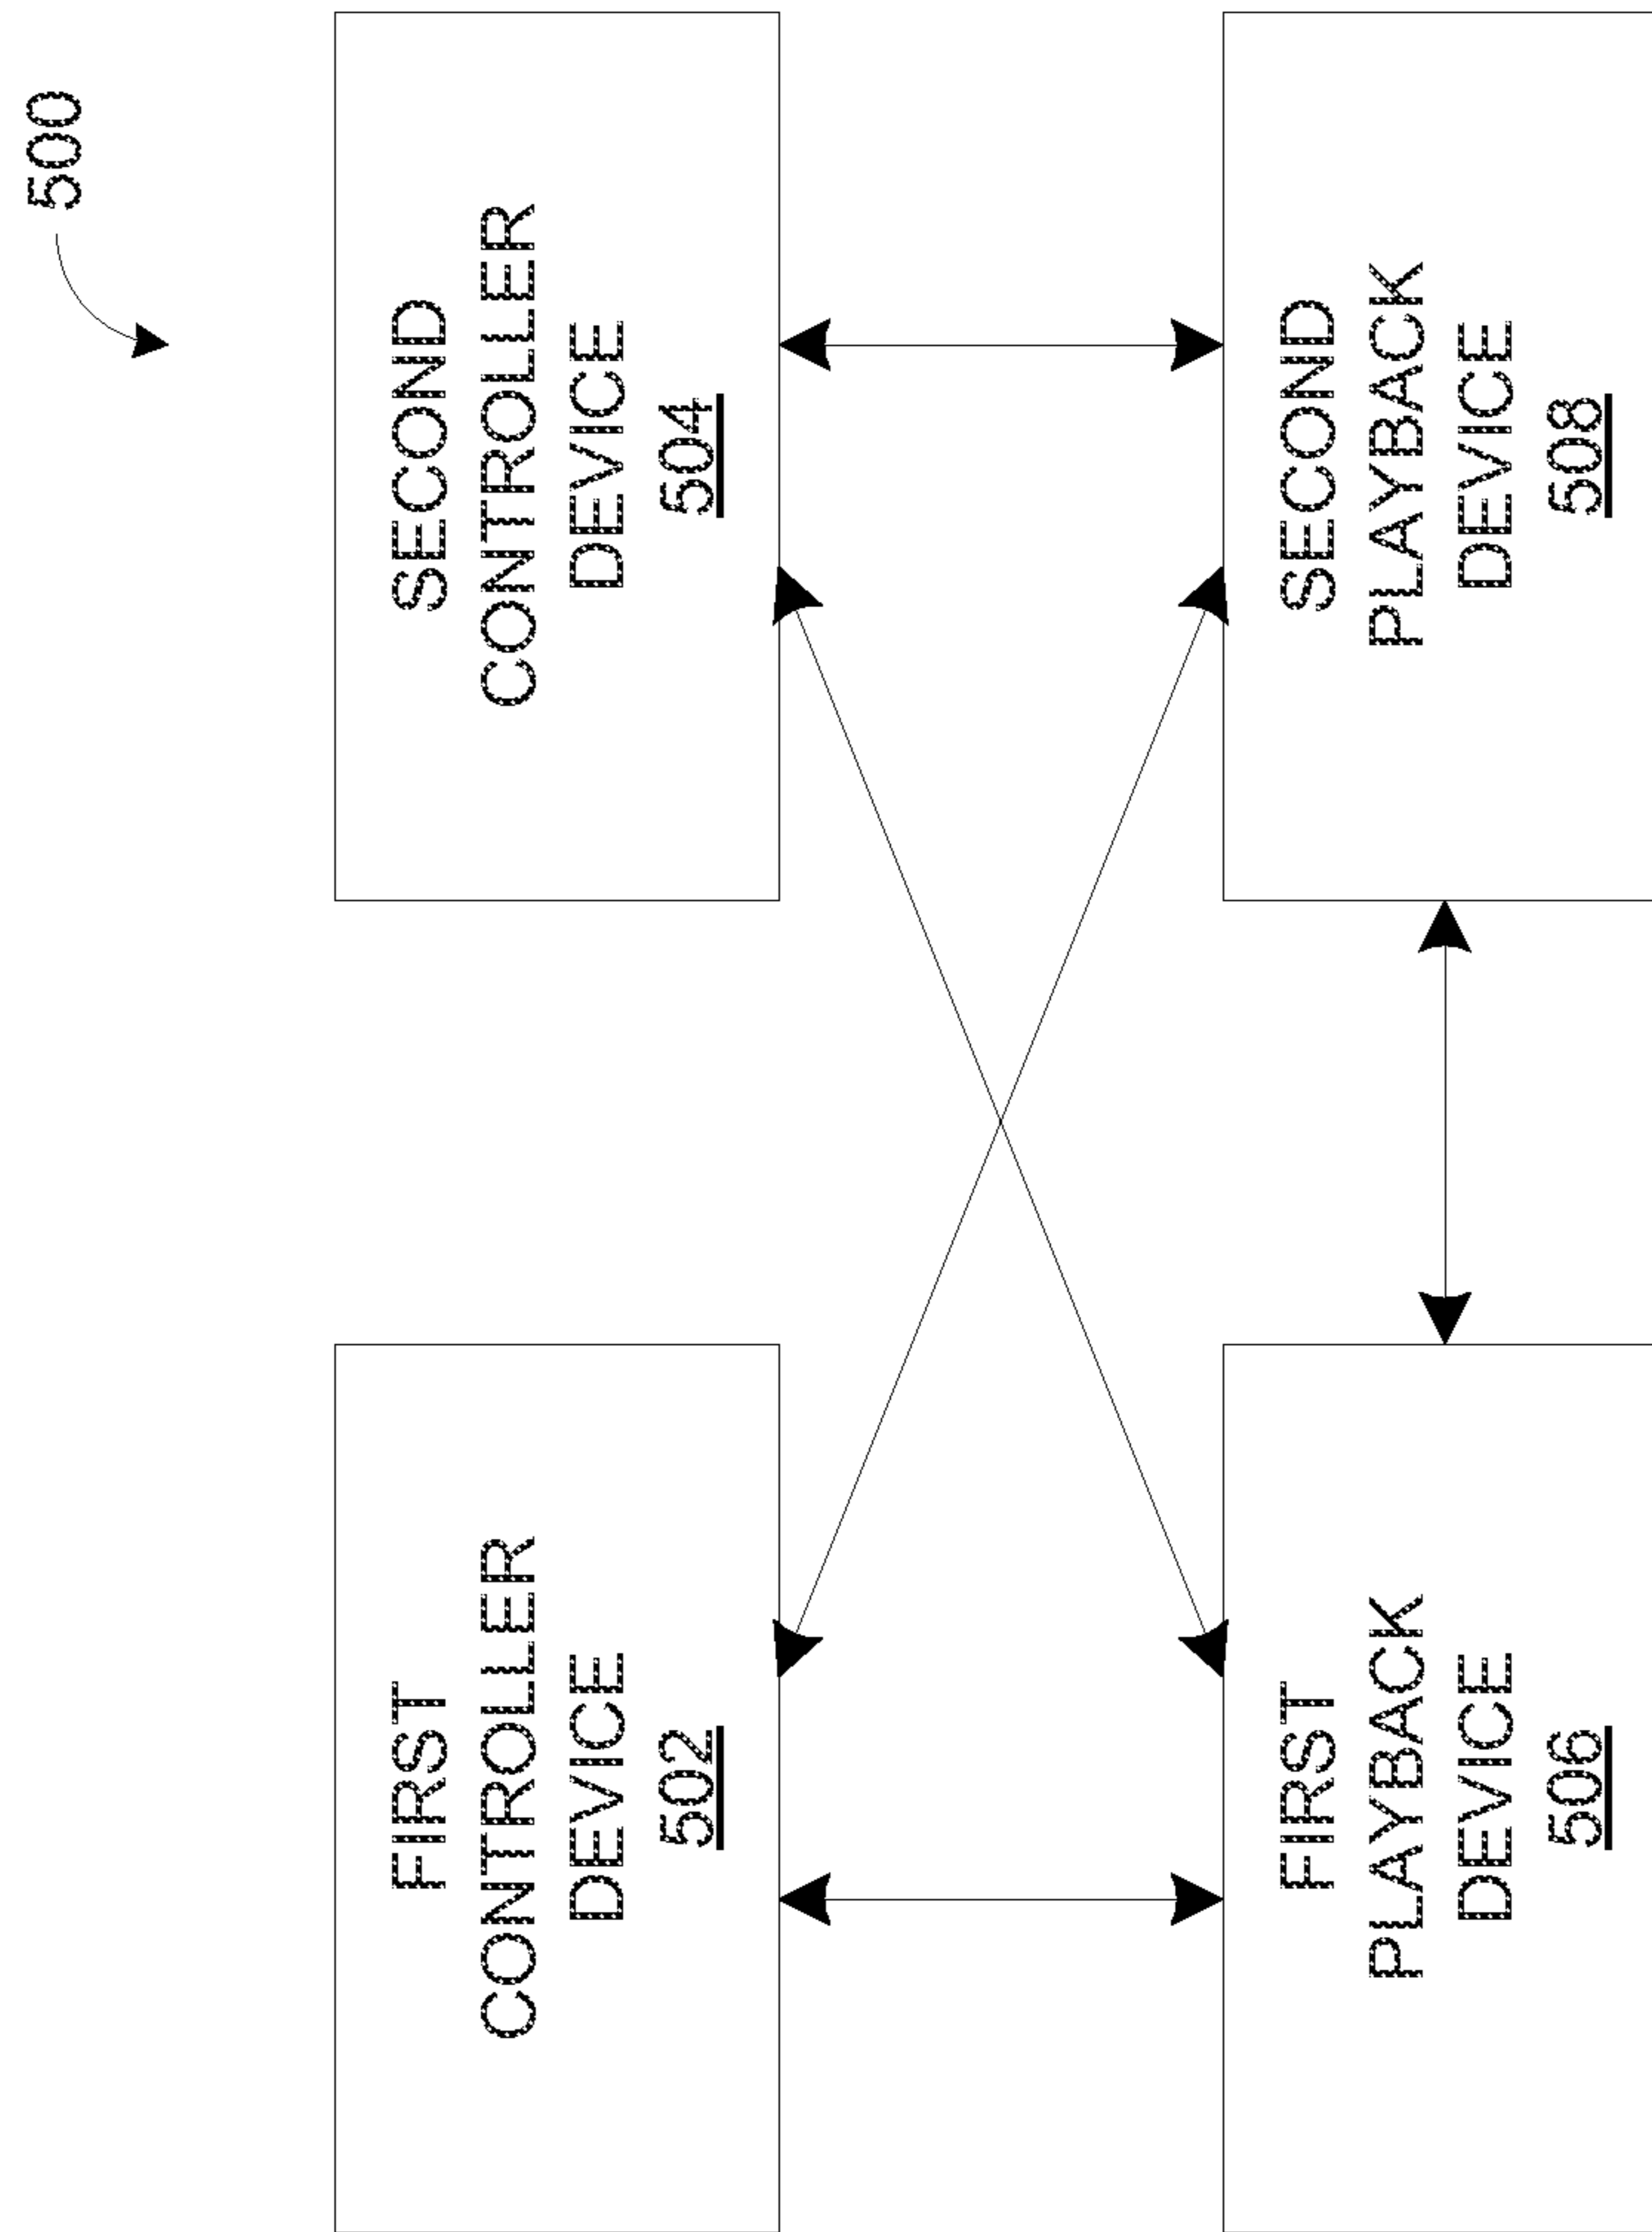 500
FIRST
CONTROLLER
DEVICE
502
SECOND
CONTROLLER
DEVICE
504
FIRST
PLAYBACK
DEVICE
506
SECOND
PLAYBACK
DEVICE
508